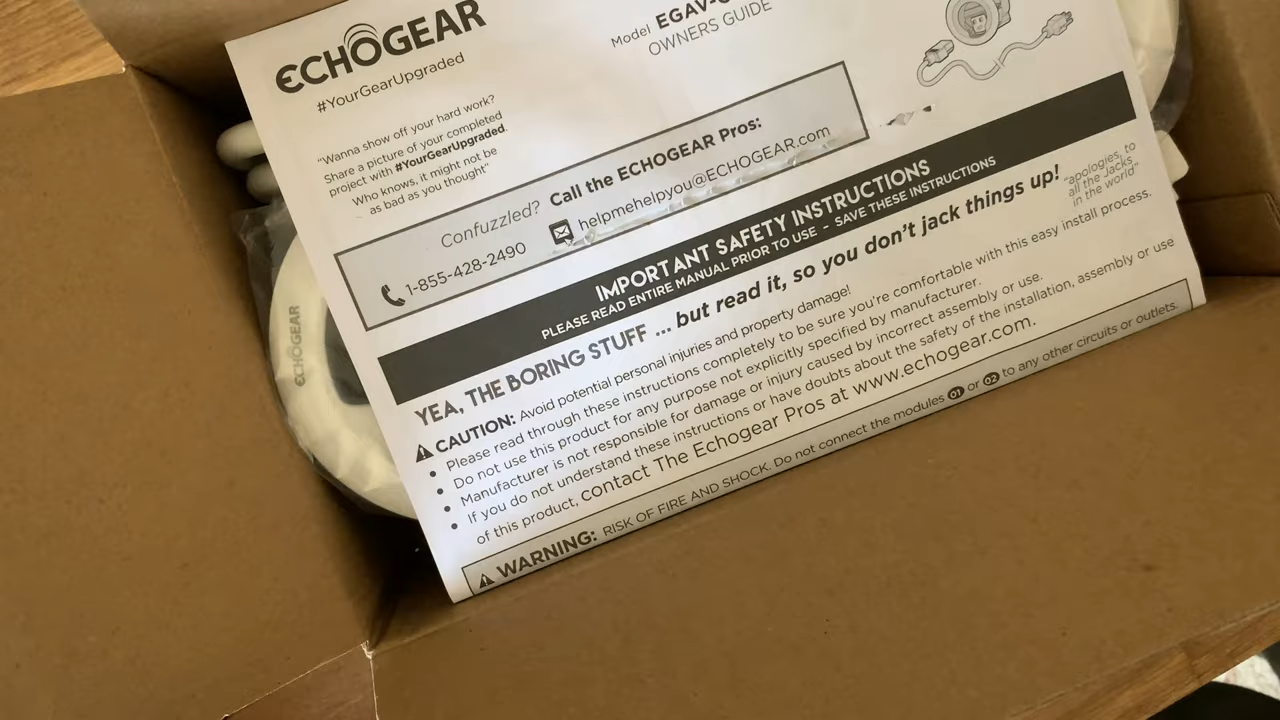 ECHOGEAR
#YourGearUpgraded
Model EGAV-
OWNERS GUIDE
"Wanna show off your hard work?
Share a picture of your completed
project with #YourGearUpgraded.
Who knows, it might not be
as bad as you thought"
Confuzzled? Call the ECHOGEAR Pros:
1-855-428-2490 helpmehelpyou@ECHOGEAR.com
IMPORTANT SAFETY INSTRUCTIONS
PLEASE READ ENTIRE MANUAL PRIOR TO USE - SAVE THESE INSTRUCTIONS
YEA, THE BORING STUFF ... but read it, so you don't jack things up!
"apologies, to
all the Jacks
in the world"
CAUTION: Avoid potential personal injuries and property damage!
• Please read through these instructions completely to be sure you're comfortable with this easy install process.
• Do not use this product for any purpose not explicitly specified by manufacturer.
• Manufacturer is not responsible for damage or injury caused by incorrect assembly or use.
• If you do not understand these instructions or have doubts about the safety of the installation, assembly or use
of this product, contact The Echogear Pros at www.echogear.com.
WARNING: RISK OF FIRE AND SHOCK. Do not connect the modules 01 or 02 to any other circuits or outlets.
ECHOGEAR